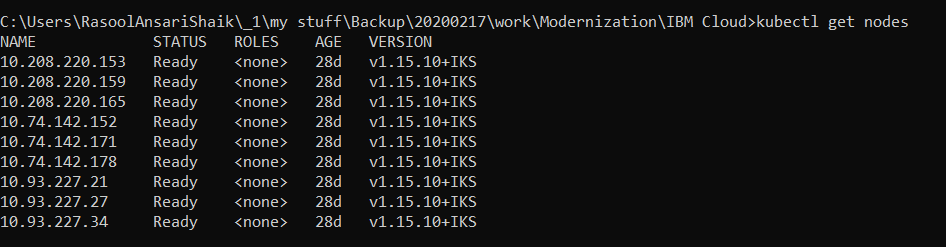 C:\Users\RasoolAnsariShaik\_1\my stuff\Backup\20200217\work\Modernization\IBM Cloud>kubectl get nodes
NAME STATUS ROLES AGE VERSION
10.208.220.153 Ready <none> 28d v1.15.10+IKS
10.208.220.159 Ready <none> 28d v1.15.10+IKS
10.208.220.165 Ready <none> 28d v1.15.10+IKS
10.74.142.152 Ready <none> 28d v1.15.10+IKS
10.74.142.171 Ready <none> 28d v1.15.10+IKS
10.74.142.178 Ready <none> 28d v1.15.10+IKS
10.93.227.21 Ready <none> 28d v1.15.10+IKS
10.93.227.27 Ready <none> 28d v1.15.10+IKS
10.93.227.34 Ready <none> 28d v1.15.10+IKS